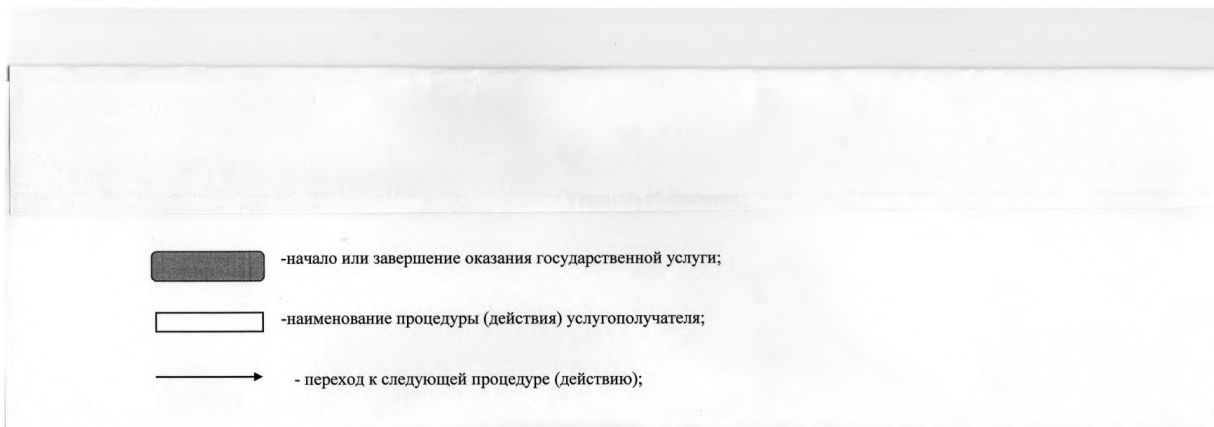 -начало или завершение оказания государственной услуги;
-наименование процедуры (действия) услугополучателя;
- переход к следующей процедуре (действию);